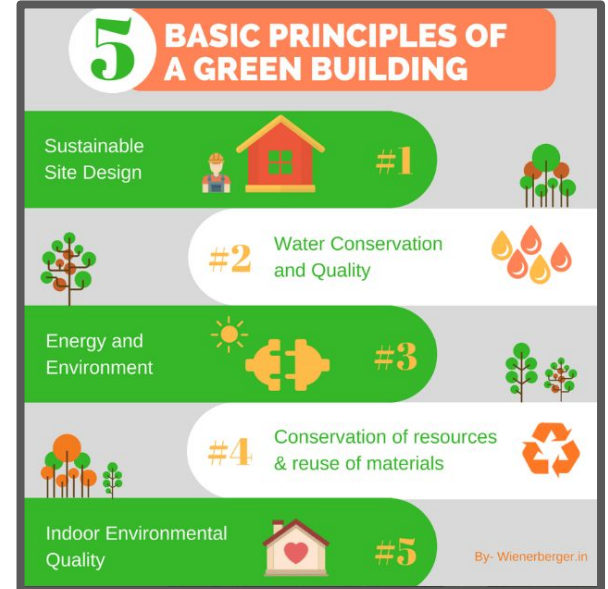 5
BASIC PRINCIPLES OF
A GREEN BUILDING
Sustainable
Site Design
#1
#2
Water Conservation
and Quality
Energy and
Environment
#3
#4
Conservation of resources
& reuse of materials
Indoor Environmental
Quality
#5
By- Wienerberger.in